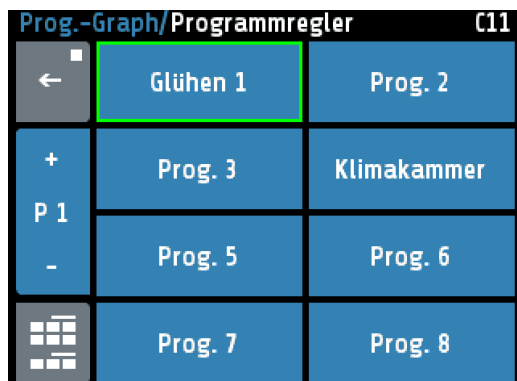 Prog.-Graph/Programmregler C11
← Glühen 1 Prog. 2
+ Prog. 3 Klimakammer
P 1
- Prog. 5 Prog. 6
Prog. 7 Prog. 8